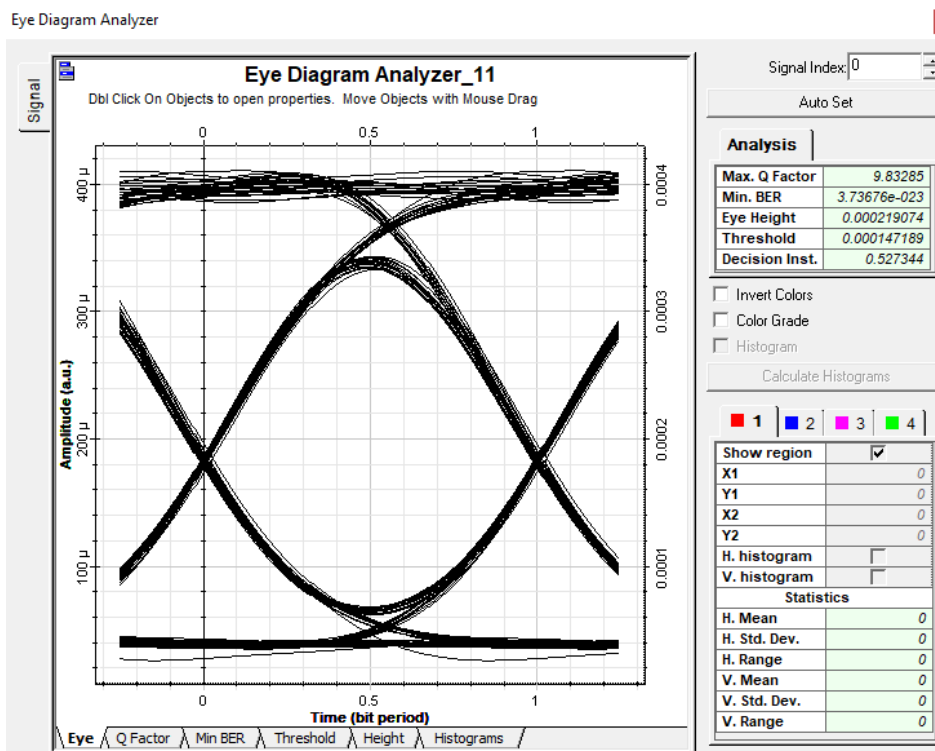 Eye Diagram Analyzer
Signal
Eye Diagram Analyzer_11
Dbl Click On Objects to open properties.  Move Objects with Mouse Drag
0 0.5 1
Amplitude (a.u.)
400 µ
300 µ
200 µ
100 µ
0.0004
0.0003
0.0002
0.0001
0 0.5 1
Time (bit period)
Eye Q Factor Min BER Threshold Height Histograms
Signal Index: 0
Auto Set
Analysis
Max. Q Factor 9.83285
Min. BER 3.73676e-023
Eye Height 0.000219074
Threshold 0.000147189
Decision Inst. 0.527344
Invert Colors
Color Grade
Histogram
Calculate Histograms
1 2 3 4
Show region
X1 0
Y1 0
X2 0
Y2 0
H. histogram
V. histogram
Statistics
H. Mean 0
H. Std. Dev. 0
H. Range 0
V. Mean 0
V. Std. Dev. 0
V. Range 0